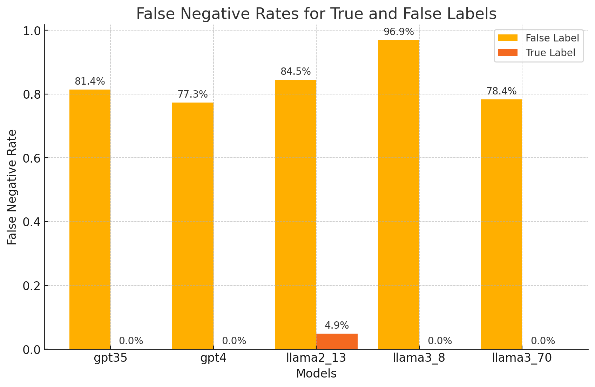 False Negative Rates for True and False Labels
False Label
True Label
81.4%
77.3%
84.5%
96.9%
78.4%
0.0%
0.0%
4.9%
0.0%
0.0%
1.0
0.8
0.6
0.4
0.2
0.0
False Negative Rate
gpt35
gpt4
llama2_13
llama3_8
llama3_70
Models